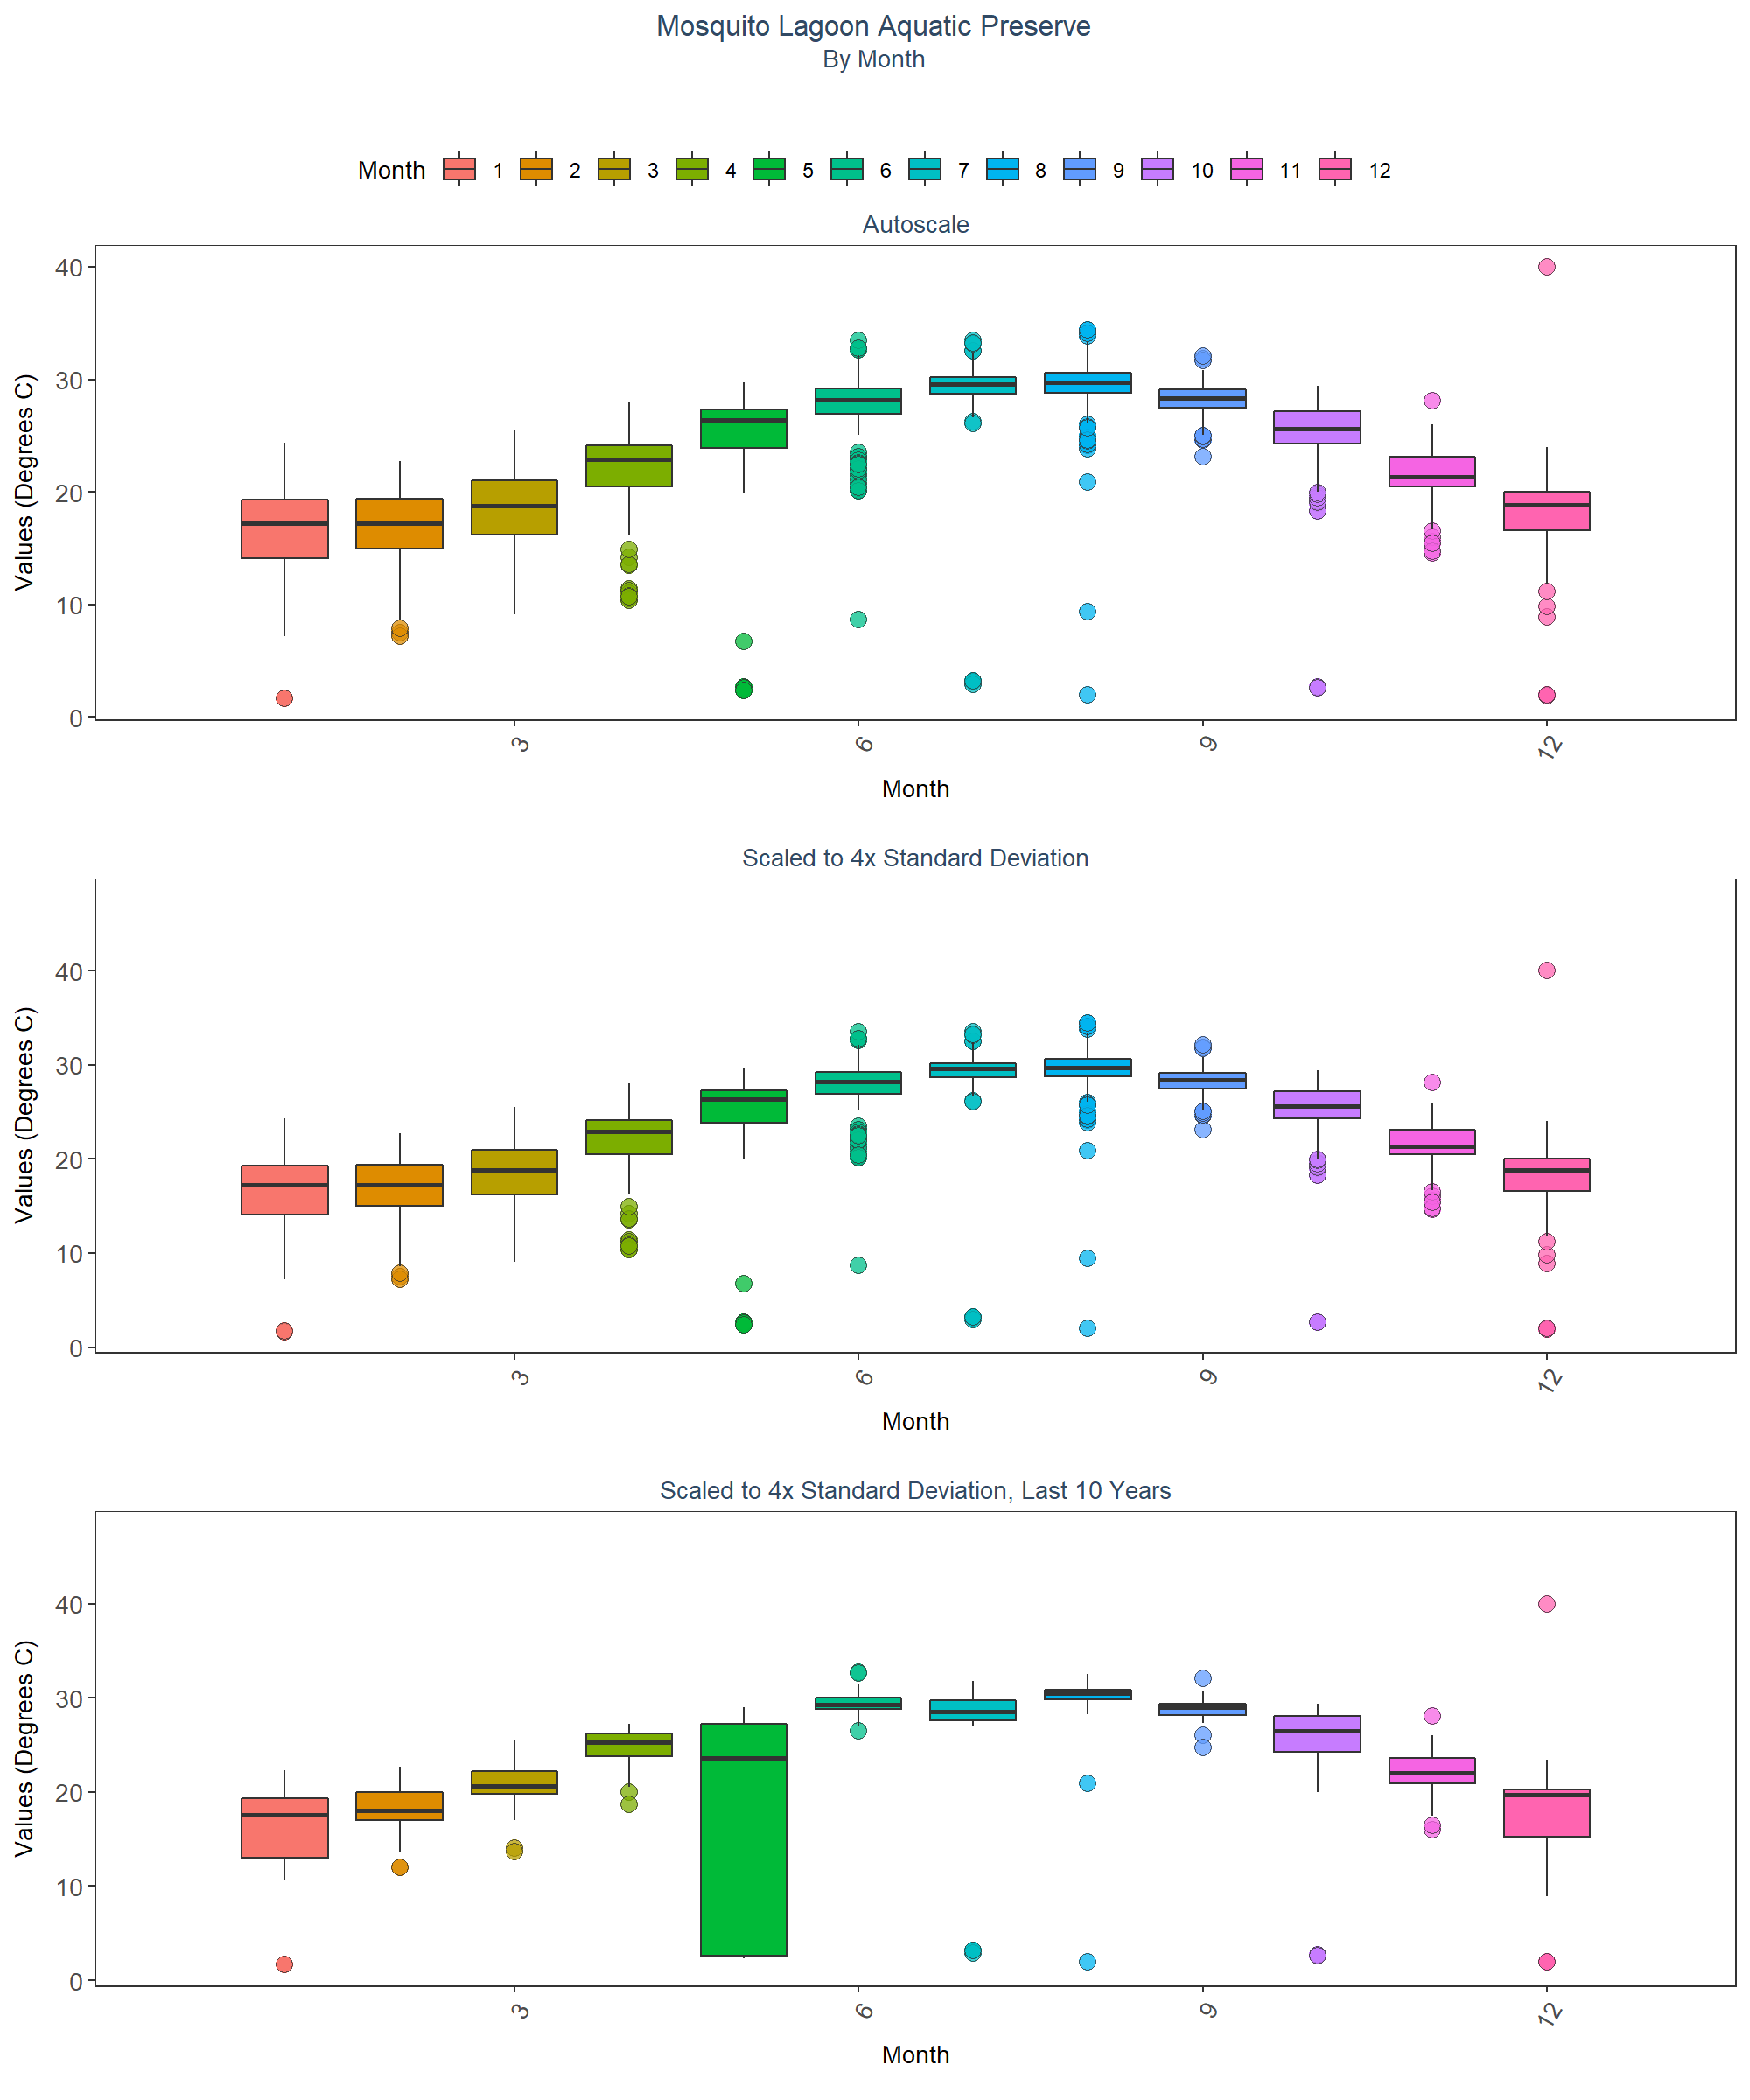 Mosquito Lagoon Aquatic Preserve
By Month
Month 1 2 3 4 5 6 7 8 9 10 11 12
Autoscale
Values (Degrees C)
40
30
20
10
0
3 6 9 12
Month
Scaled to 4x Standard Deviation
Values (Degrees C)
40
30
20
10
0
3 6 9 12
Month
Scaled to 4x Standard Deviation, Last 10 Years
Values (Degrees C)
40
30
20
10
0
3 6 9 12
Month